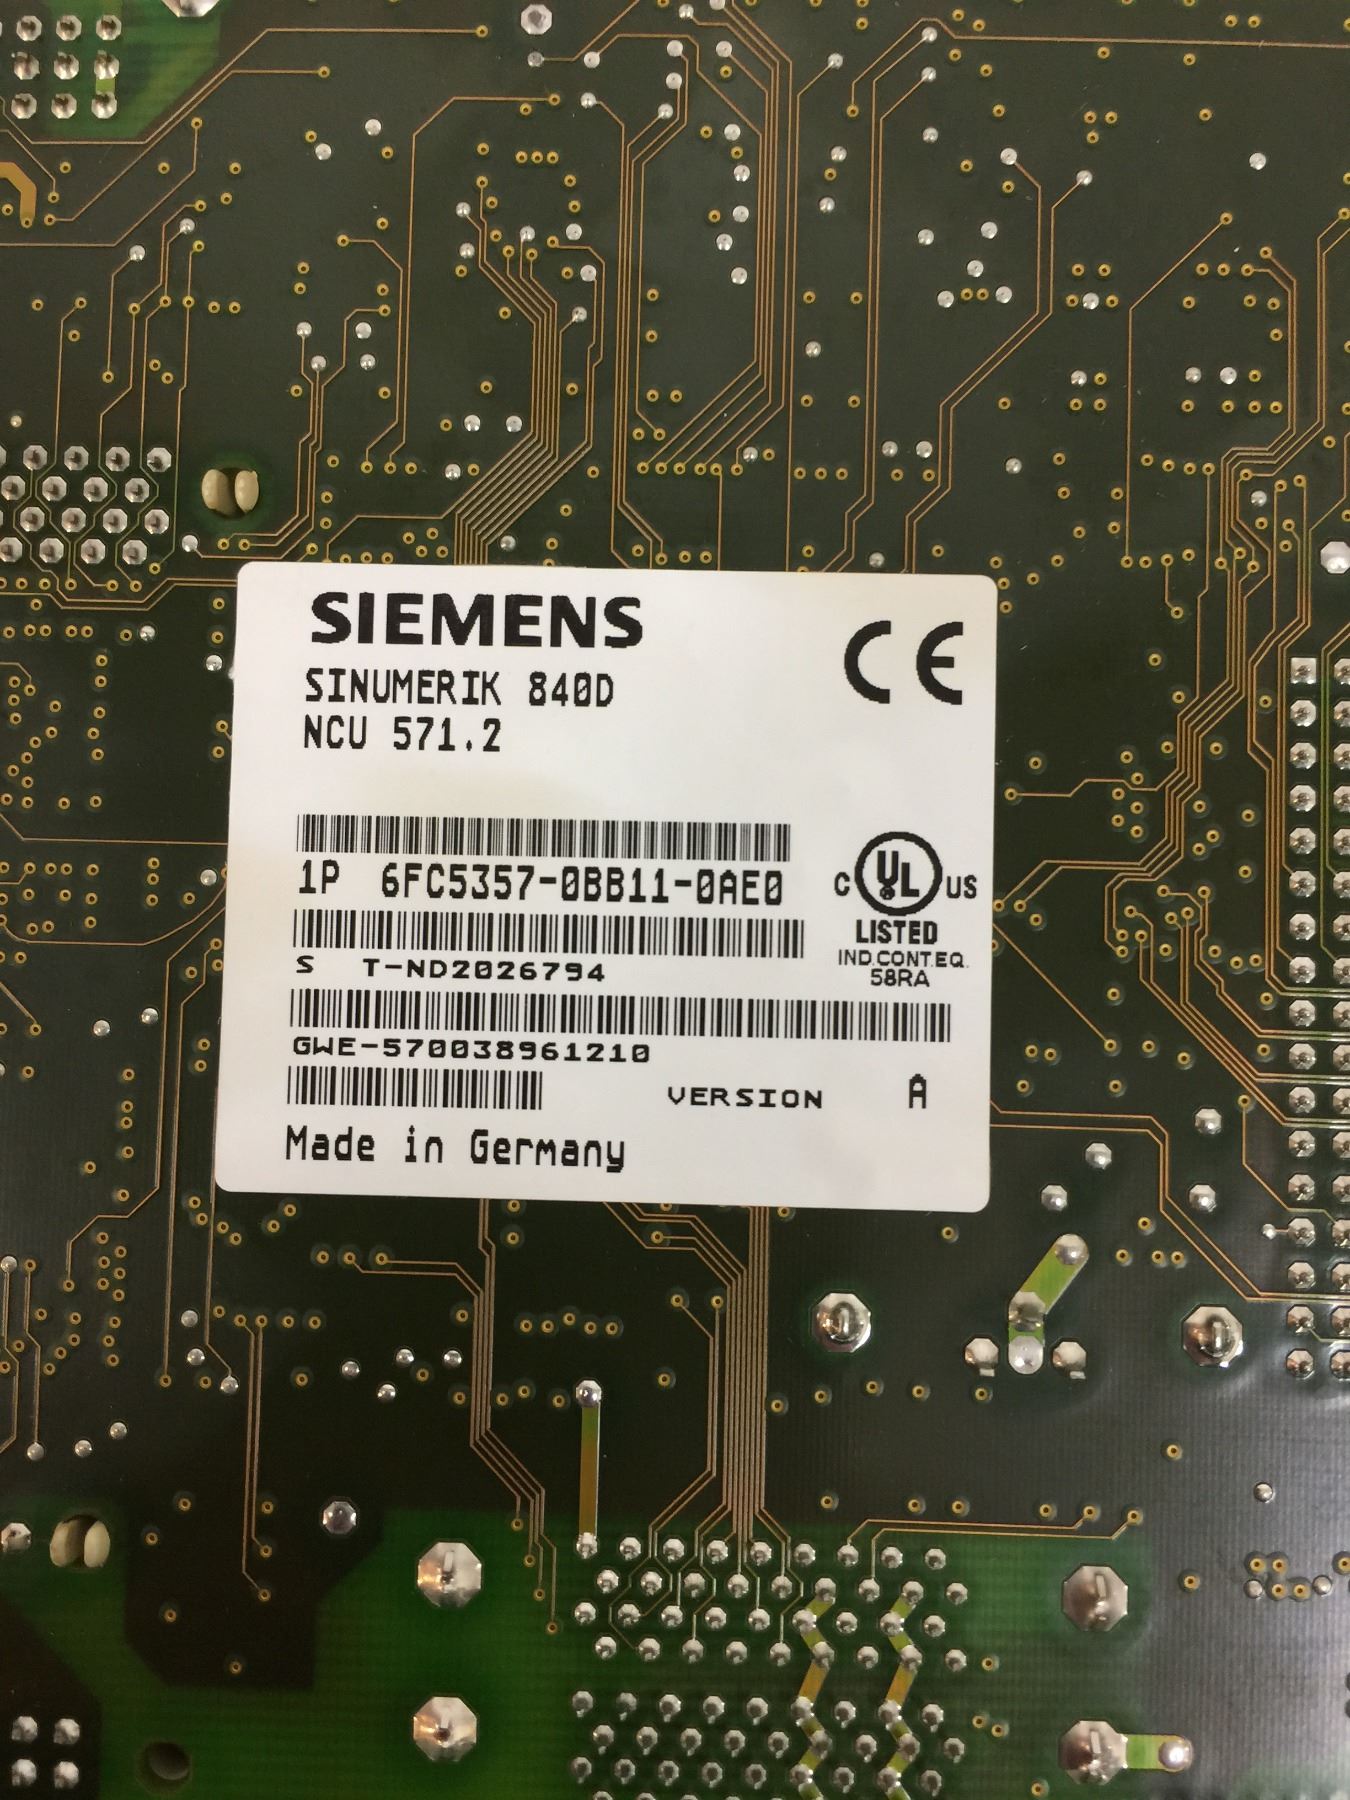 SIEMENS
CE
SINUMERIK 840D
NCU 571.2
1P 6FC5357-0BB11-0AE0
C UL US
LISTED
IND.CONT.EQ.
58RA
S T-ND2026794
GWE-570038961210
VERSION A
Made in Germany